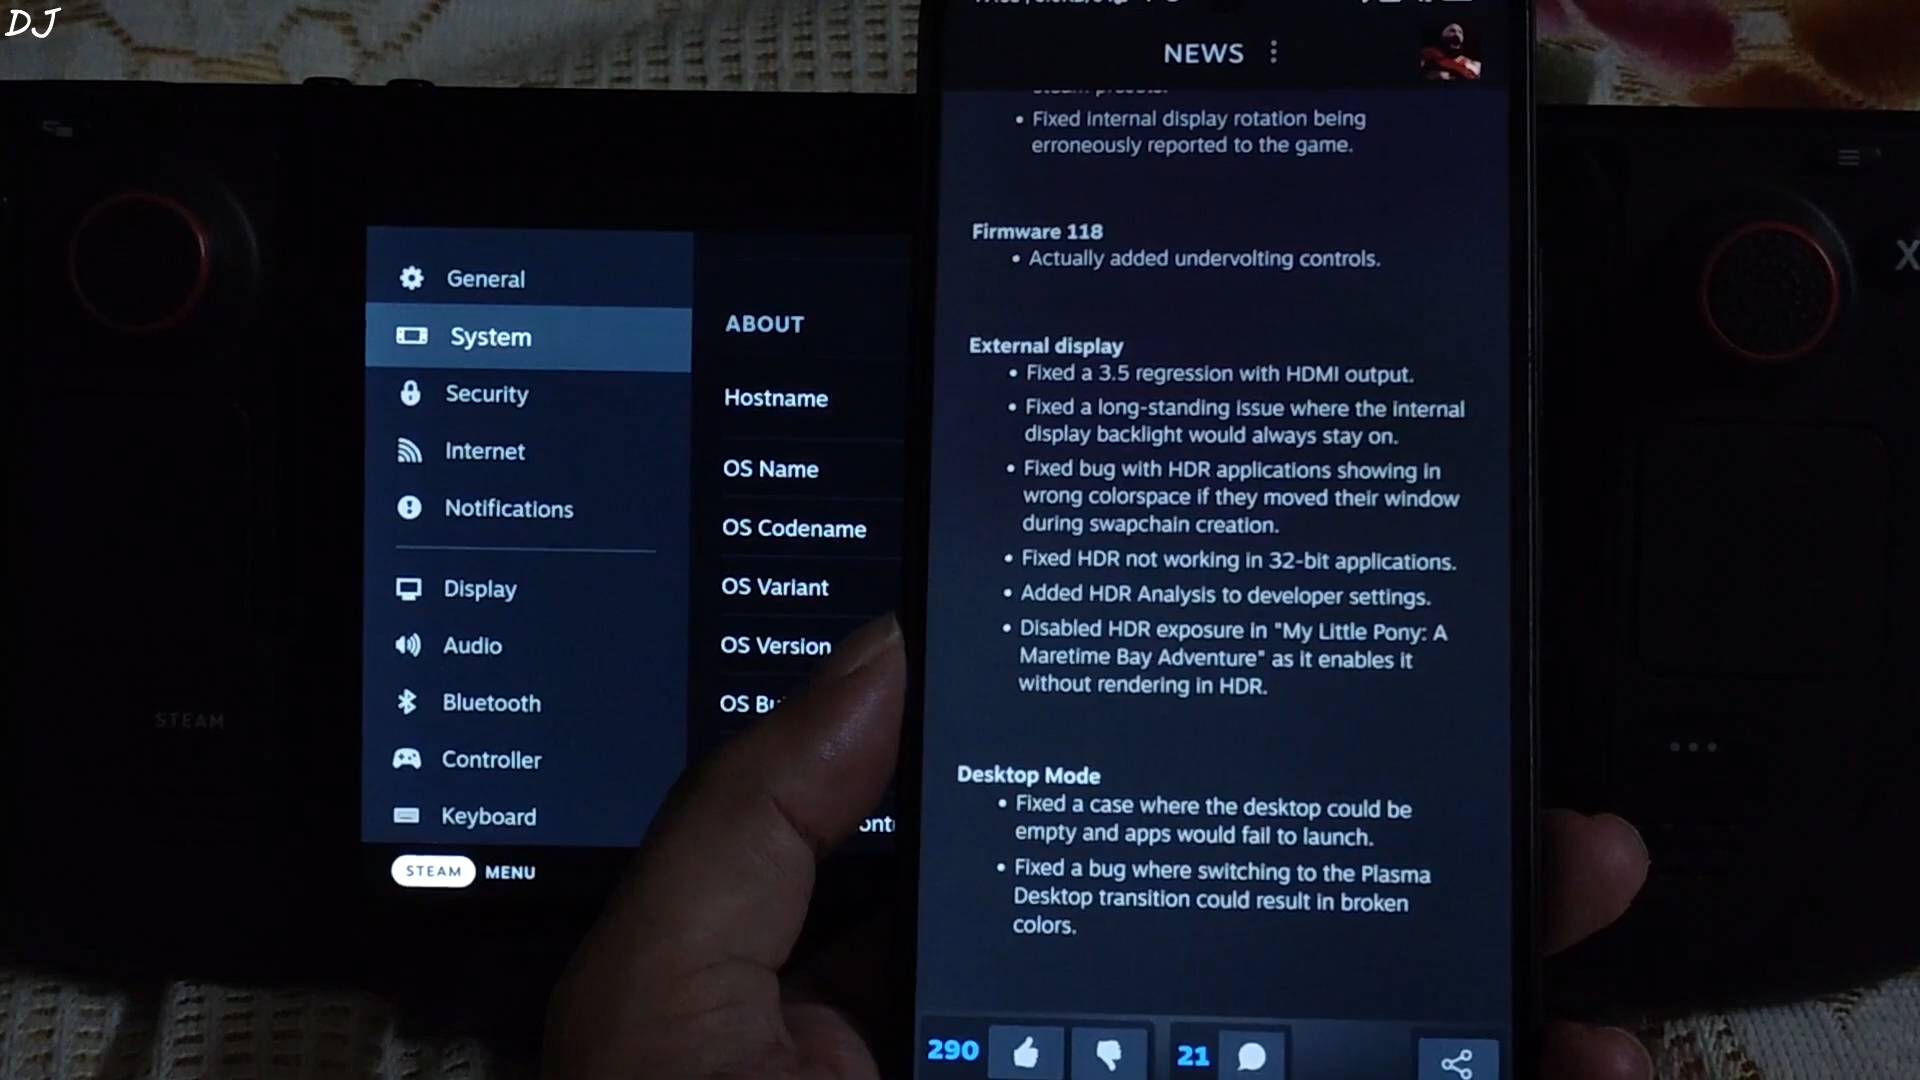 DJ
NEWS
Fixed internal display rotation being
erroneously reported to the game.
Firmware 118
Actually added undervolting controls.
External display
Fixed a 3.5 regression with HDMI output.
Fixed a long-standing issue where the internal
display backlight would always stay on.
Fixed bug with HDR applications showing in
wrong colorspace if they moved their window
during swapchain creation.
Fixed HDR not working in 32-bit applications.
Added HDR Analysis to developer settings.
Disabled HDR exposure in "My Little Pony: A
Maretime Bay Adventure" as it enables it
without rendering in HDR.
Desktop Mode
Fixed a case where the desktop could be
empty and apps would fail to launch.
Fixed a bug where switching to the Plasma
Desktop transition could result in broken
colors.
290
21
General
System
Security
Internet
Notifications
Display
Audio
Bluetooth
Controller
Keyboard
STEAM MENU
ABOUT
Hostname
OS Name
OS Codename
OS Variant
OS Version
OS
STEAM
X